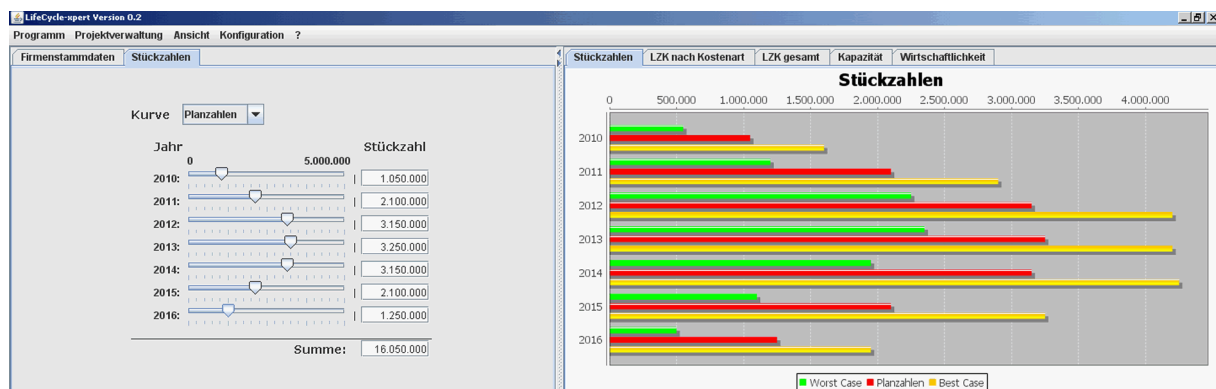 LifeCycle-xpert Version 0.2
Programm Projektverwaltung Ansicht Konfiguration ?
Firmenstammdaten Stückzahlen
Kurve Planzahlen
Jahr Stückzahl
0 5.000.000
2010: 1.050.000
2011: 2.100.000
2012: 3.150.000
2013: 3.250.000
2014: 3.150.000
2015: 2.100.000
2016: 1.250.000
Summe: 16.050.000
Stückzahlen LZK nach Kostenart LZK gesamt Kapazität Wirtschaftlichkeit
Stückzahlen
0 500.000 1.000.000 1.500.000 2.000.000 2.500.000 3.000.000 3.500.000 4.000.000
2010
2011
2012
2013
2014
2015
2016
Worst Case Planzahlen Best Case